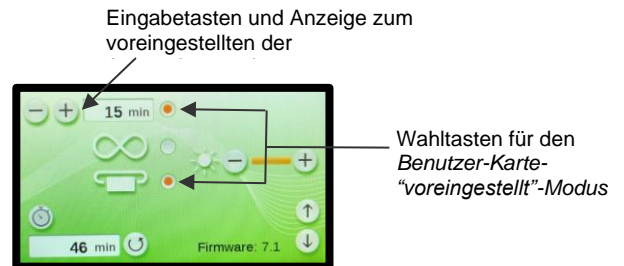 Eingabetasten und Anzeige zum
voreingestellten der
15 min
Wahltasten für den
Benutzer-Karte-
“voreingestellt”-Modus
46 min
Firmware: 7.1